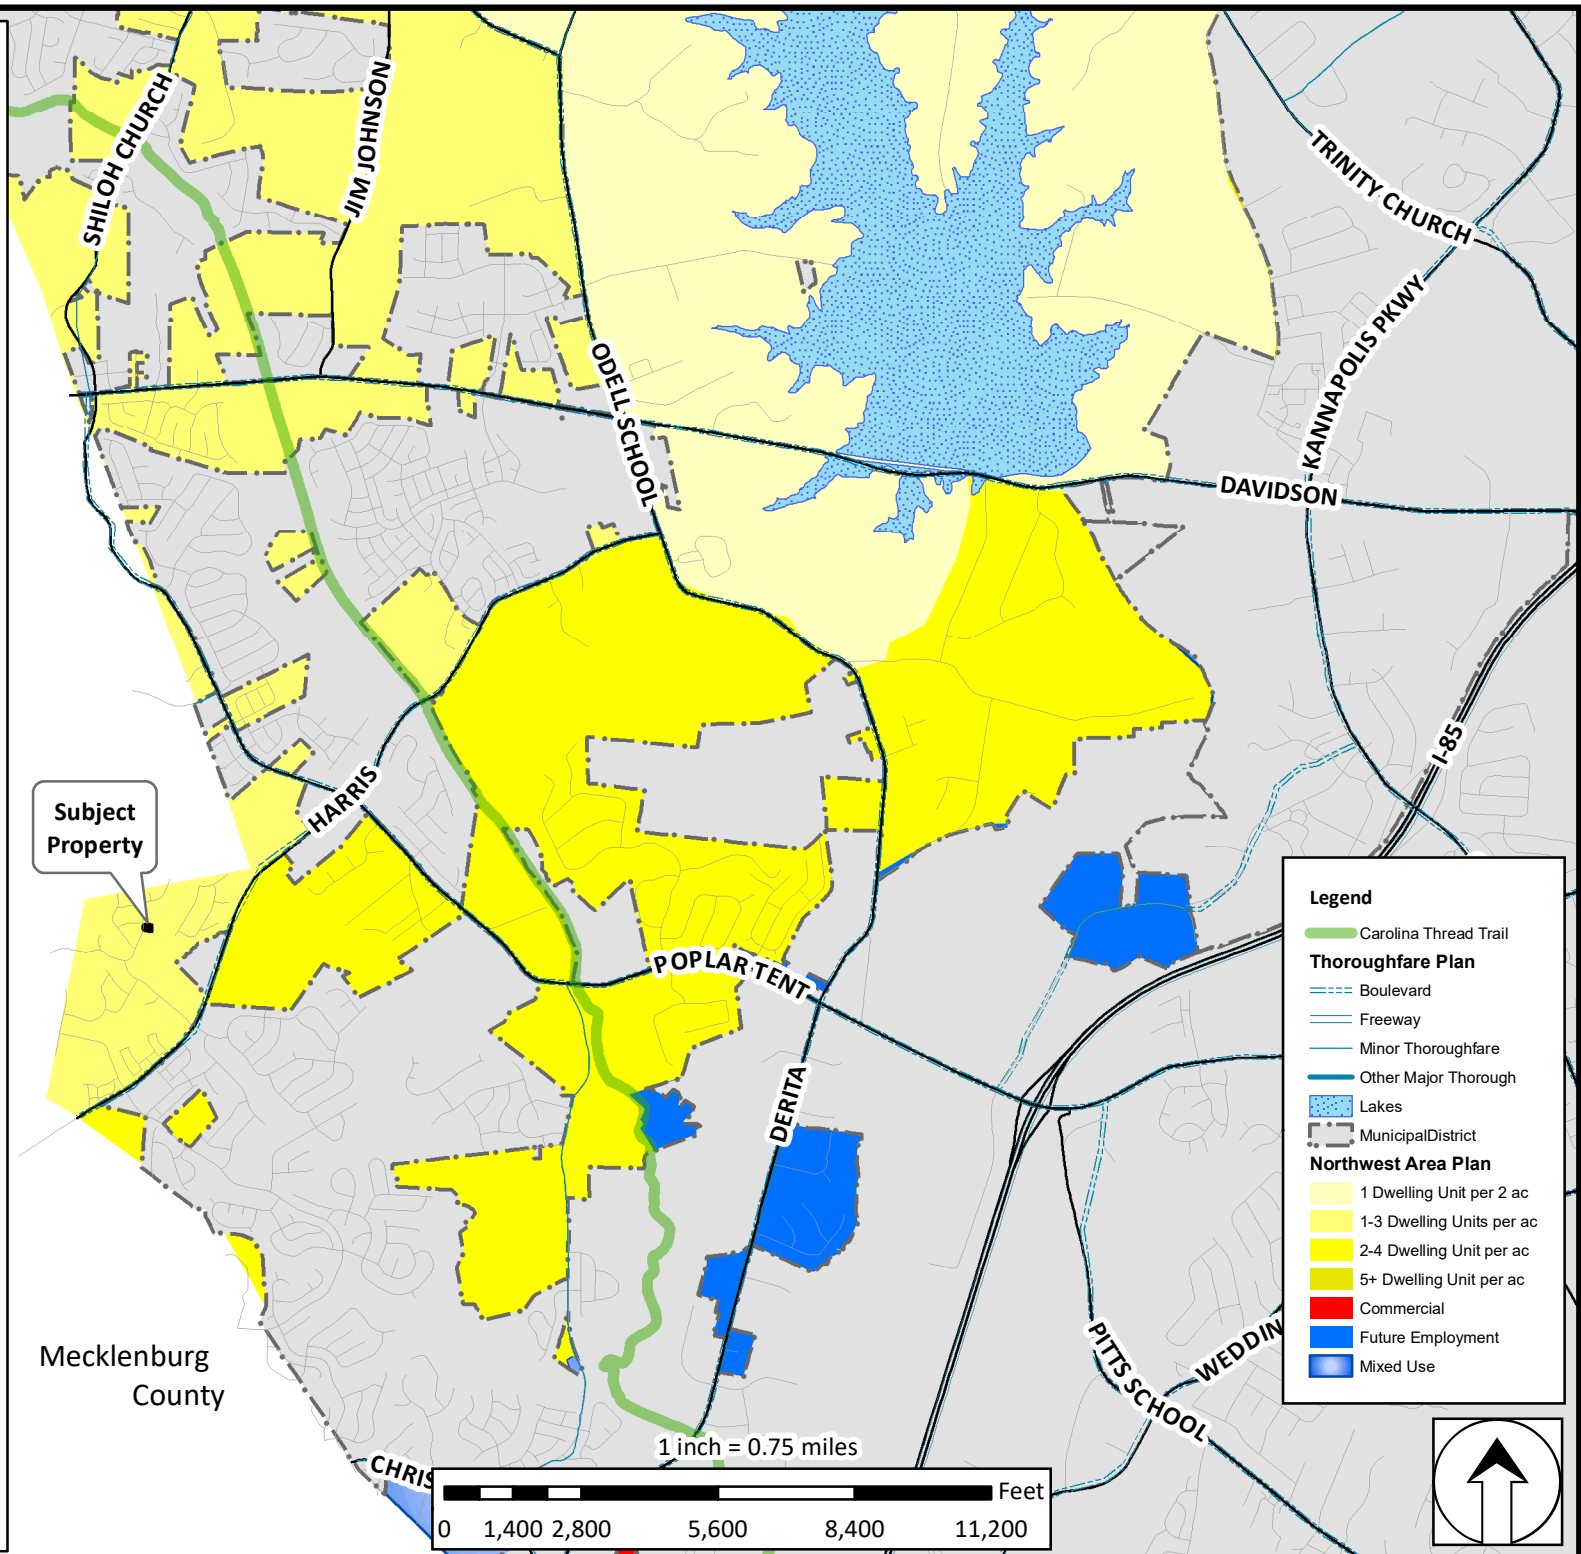 SHILOH CHURCH
JIM JOHNSON
TRINITY CHURCH
KANNAPOLIS PKWY
ODELL SCHOOL
DAVIDSON
I-85
HARRIS
Subject
Property
POPLAR TENT
DERITA
PITTS SCHOOL
WEDDIN
Mecklenburg
County
CHRIS
Legend
Carolina Thread Trail
Thoroughfare Plan
Boulevard
Freeway
Minor Thoroughfare
Other Major Thorough
Lakes
MunicipalDistrict
Northwest Area Plan
1 Dwelling Unit per 2 ac
1-3 Dwelling Units per ac
2-4 Dwelling Unit per ac
5+ Dwelling Unit per ac
Commercial
Future Employment
Mixed Use
1 inch = 0.75 miles
Feet
0 1,400 2,800 5,600 8,400 11,200